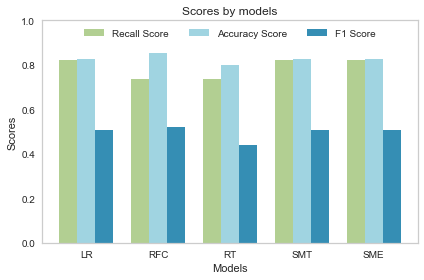 Scores by models
Recall Score Accuracy Score F1 Score
1.0
0.8
0.6
0.4
0.2
0.0
Scores
LR RFC RT SMT SME
Models